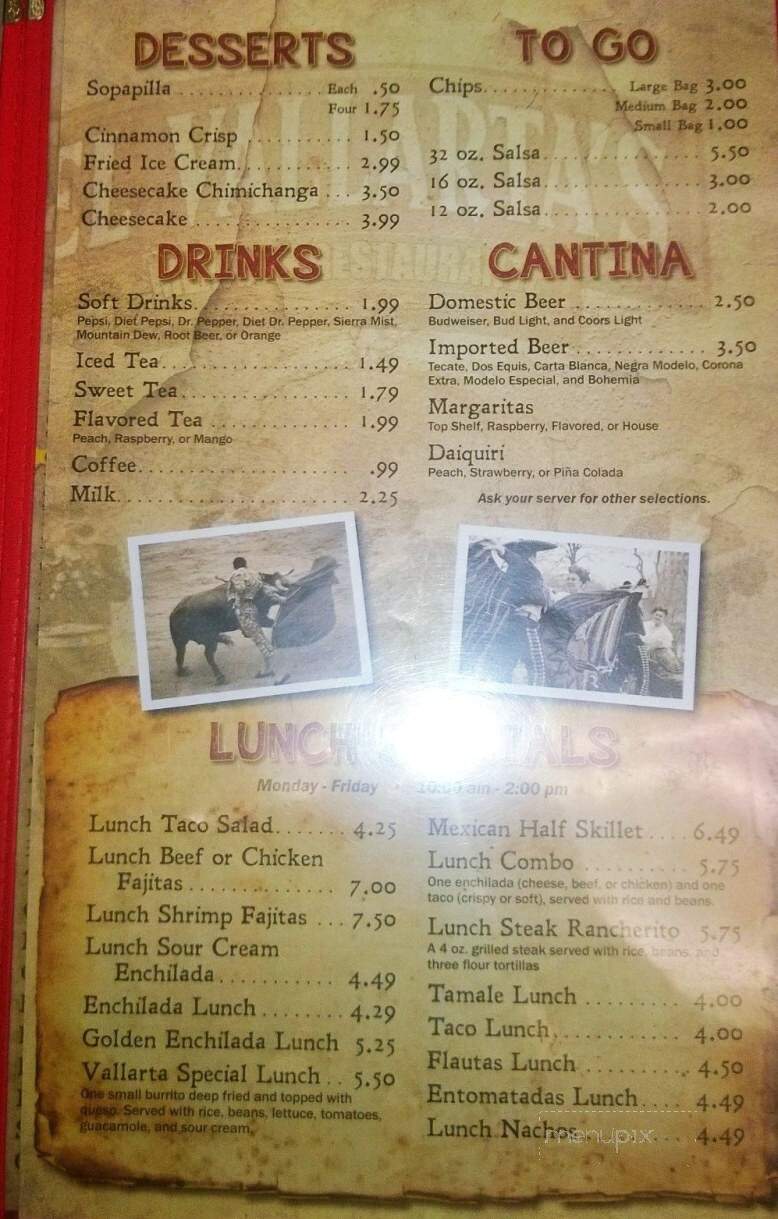 DESSERTS
Sopapilla .................... Each .50
Four 1.75
Cinnamon Crisp ........... 1.50
Fried Ice Cream............ 2.99
Cheesecake Chimichanga ... 3.50
Cheesecake ................ 3.99
TO GO
Chips............... Large Bag 3.00
Medium Bag 2.00
Small Bag 1.00
32 oz. Salsa................ 5.50
16 oz. Salsa................ 3.00
12 oz. Salsa................ 2.00
DRINKS
Soft Drinks............... 1.99
Pepsi, Diet Pepsi, Dr. Pepper, Diet Dr. Pepper, Sierra Mist,
Mountain Dew, Root Beer, or Orange
Iced Tea.................. 1.49
Sweet Tea................ 1.79
Flavored Tea ............. 1.99
Peach, Raspberry, or Mango
Coffee..................... .99
Milk...................... 2.25
CANTINA
Domestic Beer ............. 2.50
Budweiser, Bud Light, and Coors Light
Imported Beer ............. 3.50
Tecate, Dos Equis, Carta Blanca, Negra Modelo, Corona
Extra, Modelo Especial, and Bohemia
Margaritas
Top Shelf, Raspberry, Flavored, or House
Daiquiri
Peach, Strawberry, or Piña Colada
Ask your server for other selections.
LUNCH
Monday - Friday • 10:00 am - 2:00 pm
Lunch Taco Salad....... 4.25
Lunch Beef or Chicken
Fajitas .............. 7.00
Lunch Shrimp Fajitas ... 7.50
Lunch Sour Cream
Enchilada ........... 4.49
Enchilada Lunch ........ 4.29
Golden Enchilada Lunch 5.25
Vallarta Special Lunch .. 5.50
One small burrito deep fried and topped with
queso. Served with rice, beans, lettuce, tomatoes,
guacamole, and sour cream.
Mexican Half Skillet .... 6.49
Lunch Combo .......... 5.75
One enchilada (cheese, beef, or chicken) and one
taco (crispy or soft), served with rice and beans.
Lunch Steak Rancherito 5.75
A 4 oz. grilled steak served with rice, beans, and
three flour tortillas
Tamale Lunch ......... 4.00
Taco Lunch............ 4.00
Flautas Lunch ......... 4.50
Entomatadas Lunch.... 4.49
Lunch Nachos......... 4.49
menupix